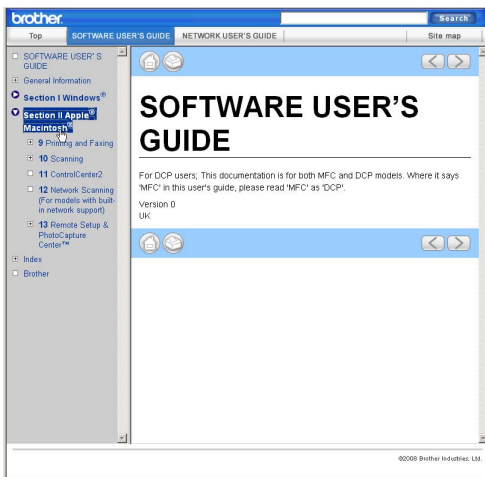 brother.
Search
Top
SOFTWARE USER'S GUIDE
NETWORK USER'S GUIDE
Site map
SOFTWARE USER' S
GUIDE
General Information
Section I Windows®
Section II Apple®
Macintosh®
9 Printing and Faxing
10 Scanning
11 ControlCenter2
12 Network Scanning
(For models with built-
in network support)
13 Remote Setup &
PhotoCapture
Center™
Index
Brother
SOFTWARE USER'S
GUIDE
For DCP users; This documentation is for both MFC and DCP models. Where it says
'MFC' in this user's guide, please read 'MFC' as 'DCP'.
Version 0
UK
©2008 Brother Industries, Ltd.